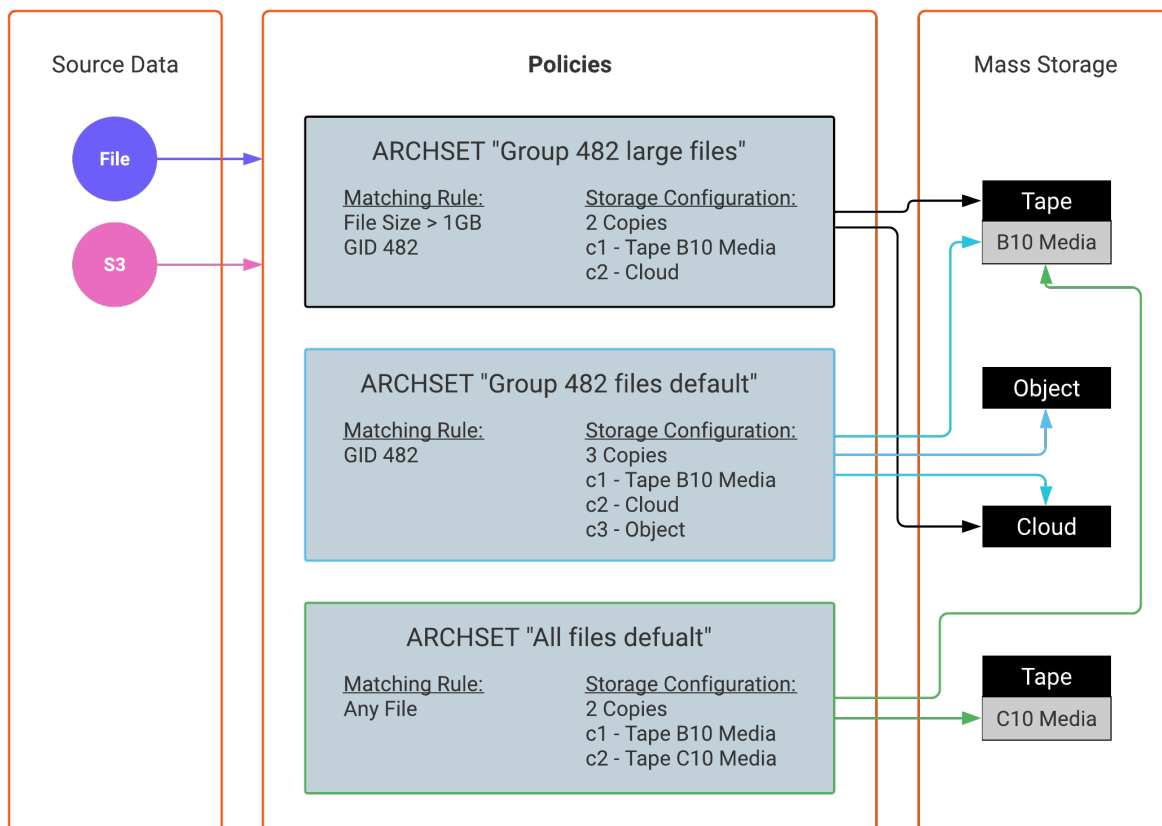 Source Data
File
S3
Policies
ARCHSET "Group 482 large files"
Matching Rule:
File Size > 1GB
GID 482
Storage Configuration:
2 Copies
c1 - Tape B10 Media
c2 - Cloud
ARCHSET "Group 482 files default"
Matching Rule:
GID 482
Storage Configuration:
3 Copies
c1 - Tape B10 Media
c2 - Cloud
c3 - Object
ARCHSET "All files defualt"
Matching Rule:
Any File
Storage Configuration:
2 Copies
c1 - Tape B10 Media
c2 - Tape C10 Media
Mass Storage
Tape
B10 Media
Object
Cloud
Tape
C10 Media